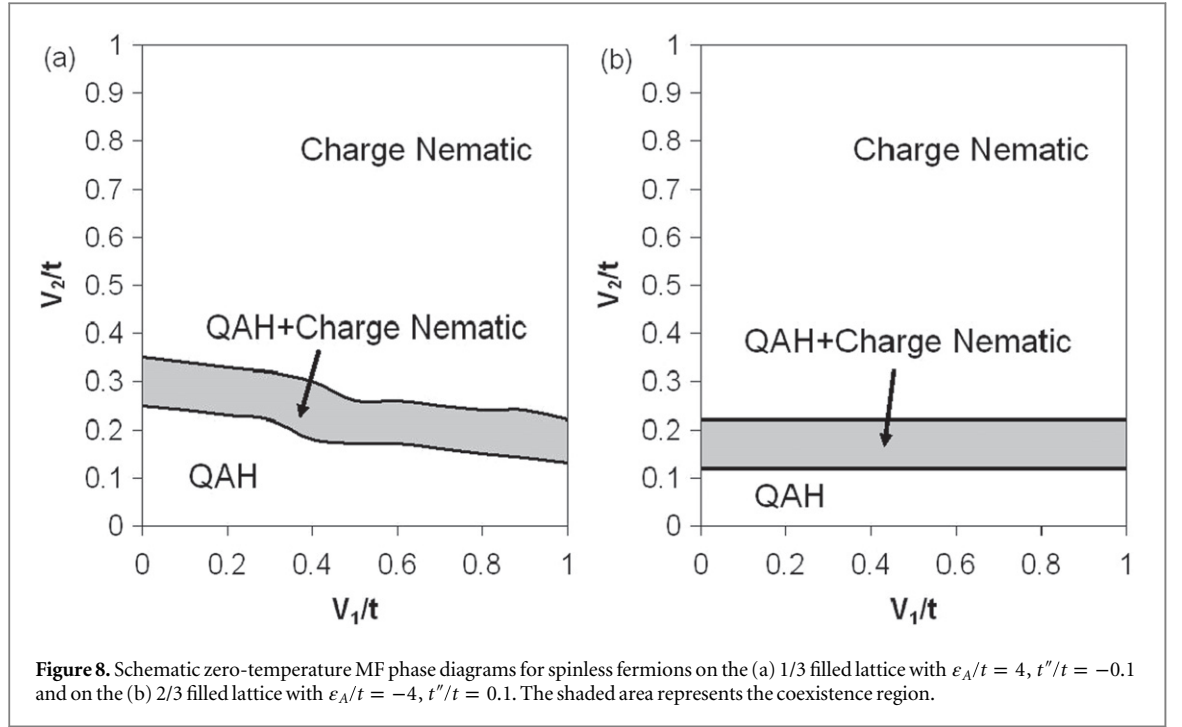 (a)
1
0.9
0.8
0.7
0.6
0.5
0.4
0.3
0.2
0.1
0
V₂/t
Charge Nematic
QAH+Charge Nematic
QAH
0 0.2 0.4 0.6 0.8 1
V₁/t
(b)
1
0.9
0.8
0.7
0.6
0.5
0.4
0.3
0.2
0.1
0
V₂/t
Charge Nematic
QAH+Charge Nematic
QAH
0 0.2 0.4 0.6 0.8 1
V₁/t
Figure 8. Schematic zero-temperature MF phase diagrams for spinless fermions on the (a) 1/3 filled lattice with ε_A/t = 4, t″/t = −0.1
and on the (b) 2/3 filled lattice with ε_A/t = −4, t″/t = 0.1. The shaded area represents the coexistence region.